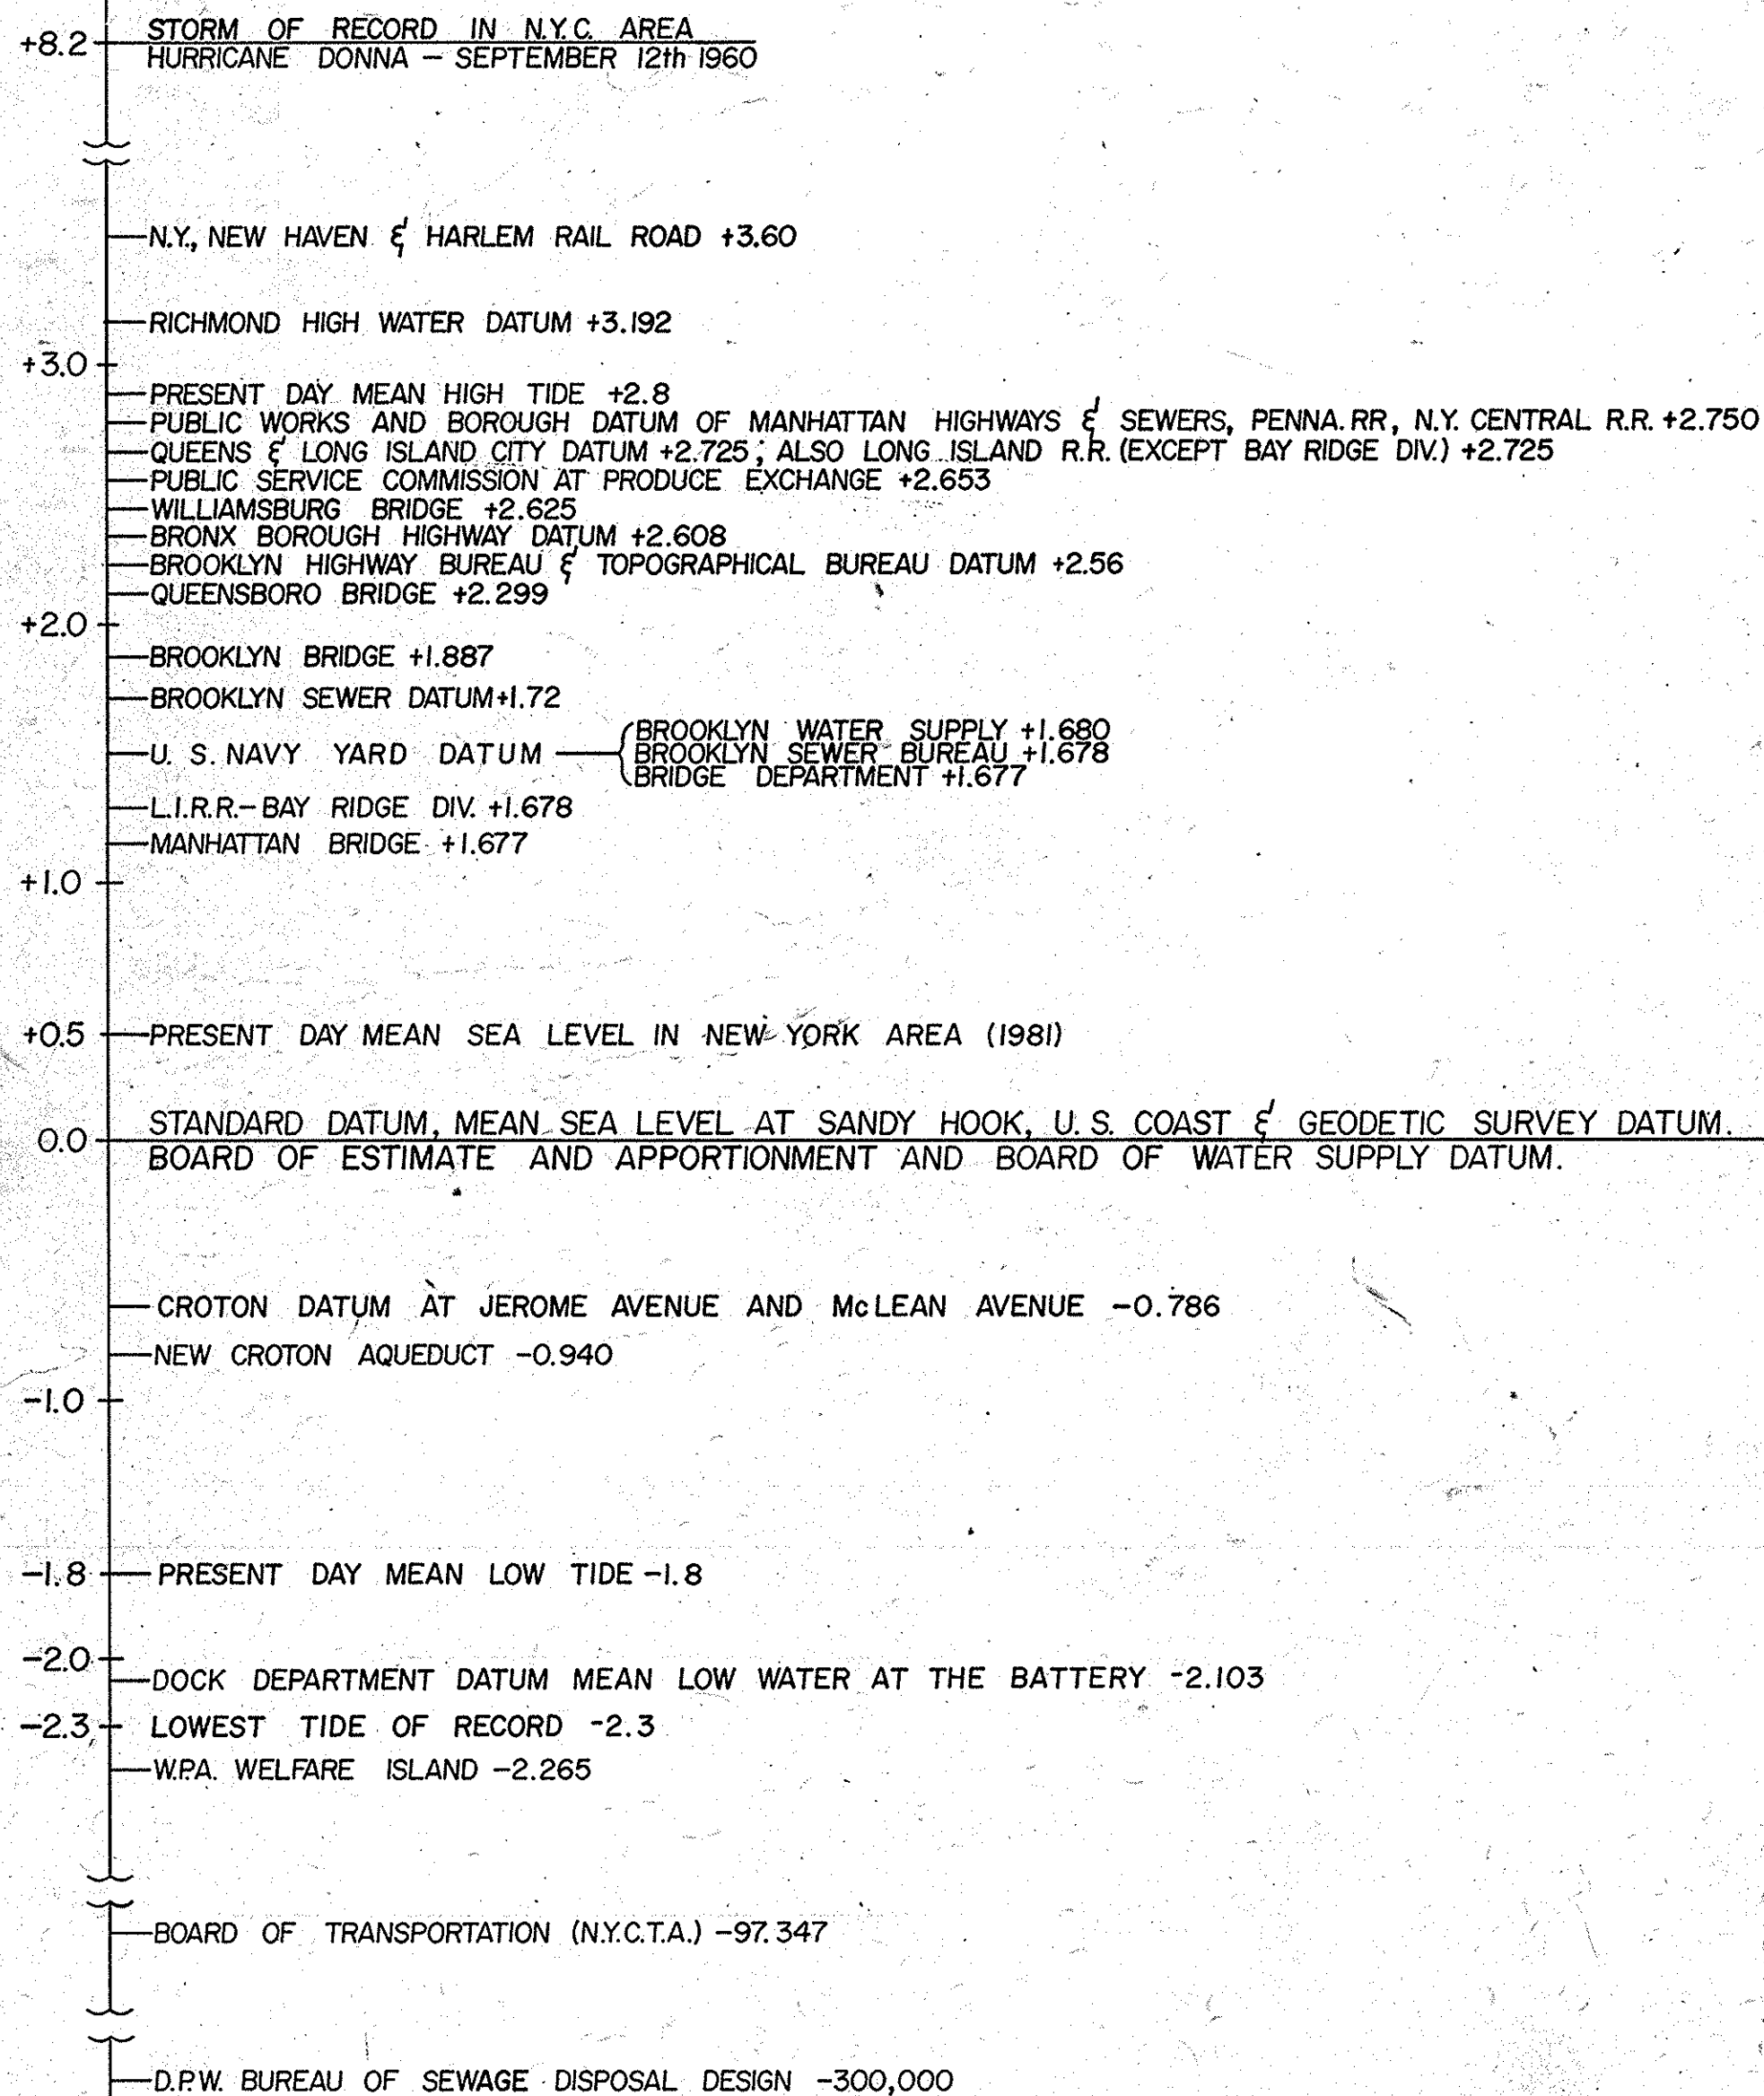 +8.2 STORM OF RECORD IN N.Y.C. AREA
HURRICANE DONNA – SEPTEMBER 12th 1960
N.Y., NEW HAVEN & HARLEM RAIL ROAD +3.60
RICHMOND HIGH WATER DATUM +3.192
+3.0
PRESENT DAY MEAN HIGH TIDE +2.8
PUBLIC WORKS AND BOROUGH DATUM OF MANHATTAN HIGHWAYS & SEWERS, PENNA. RR, N.Y. CENTRAL R.R. +2.750
QUEENS & LONG ISLAND CITY DATUM +2.725; ALSO LONG ISLAND R.R. (EXCEPT BAY RIDGE DIV.) +2.725
PUBLIC SERVICE COMMISSION AT PRODUCE EXCHANGE +2.653
WILLIAMSBURG BRIDGE +2.625
BRONX BOROUGH HIGHWAY DATUM +2.608
BROOKLYN HIGHWAY BUREAU & TOPOGRAPHICAL BUREAU DATUM +2.56
QUEENSBORO BRIDGE +2.299
+2.0
BROOKLYN BRIDGE +1.887
BROOKLYN SEWER DATUM +1.72
BROOKLYN WATER SUPPLY +1.680
U. S. NAVY YARD DATUM BROOKLYN SEWER BUREAU +1.678
BRIDGE DEPARTMENT +1.677
L.I.R.R.– BAY RIDGE DIV. +1.678
MANHATTAN BRIDGE +1.677
+1.0
+0.5 PRESENT DAY MEAN SEA LEVEL IN NEW YORK AREA (1981)
0.0 STANDARD DATUM, MEAN SEA LEVEL AT SANDY HOOK, U. S. COAST & GEODETIC SURVEY DATUM.
BOARD OF ESTIMATE AND APPORTIONMENT AND BOARD OF WATER SUPPLY DATUM.
CROTON DATUM AT JEROME AVENUE AND McLEAN AVENUE –0.786
NEW CROTON AQUEDUCT –0.940
–1.0
–1.8 PRESENT DAY MEAN LOW TIDE –1.8
–2.0
DOCK DEPARTMENT DATUM MEAN LOW WATER AT THE BATTERY -2.103
–2.3 LOWEST TIDE OF RECORD -2.3
W.P.A. WELFARE ISLAND –2.265
BOARD OF TRANSPORTATION (N.Y.C.T.A.) –97.347
D.P.W. BUREAU OF SEWAGE DISPOSAL DESIGN –300,000